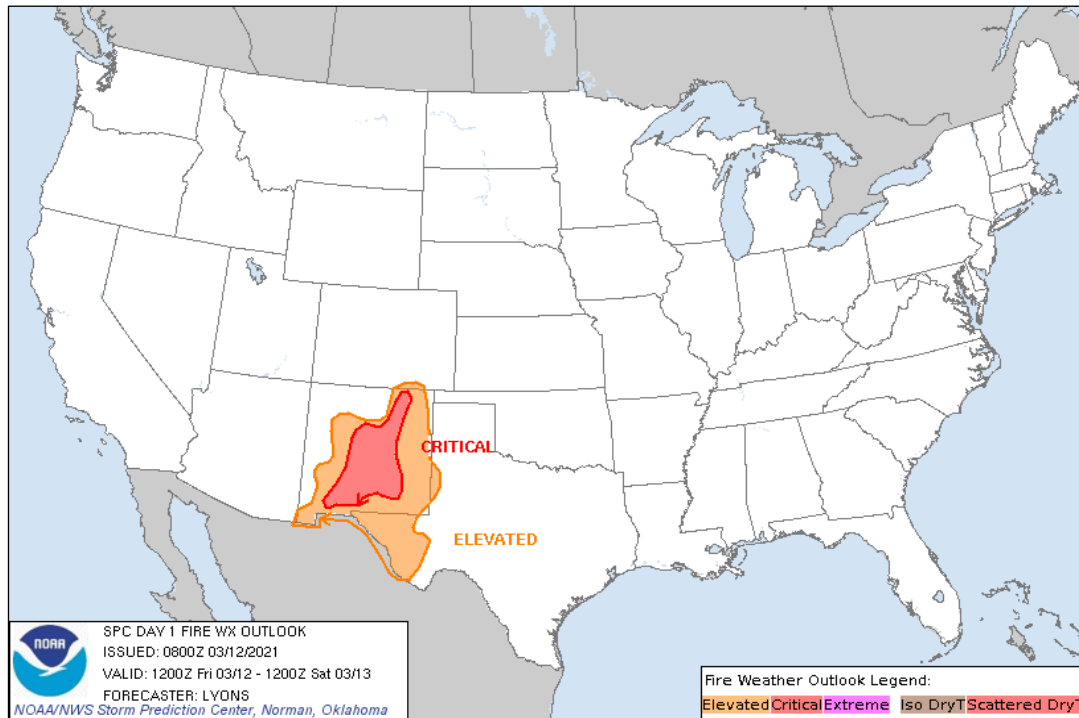 CRITICAL
ELEVATED
NOAA
SPC DAY 1 FIRE WX OUTLOOK
ISSUED: 0800Z 03/12/2021
VALID: 1200Z Fri 03/12 - 1200Z Sat 03/13
FORECASTER: LYONS
NOAA/NWS Storm Prediction Center, Norman, Oklahoma
Fire Weather Outlook Legend:
Elevated Critical Extreme Iso DryT Scattered DryT